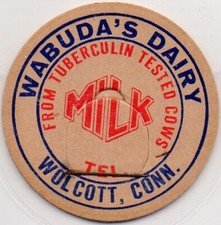 WABUDA'S DAIRY
FROM TUBERCULIN TESTED COWS
MILK
TEL
WOLCOTT, CONN.